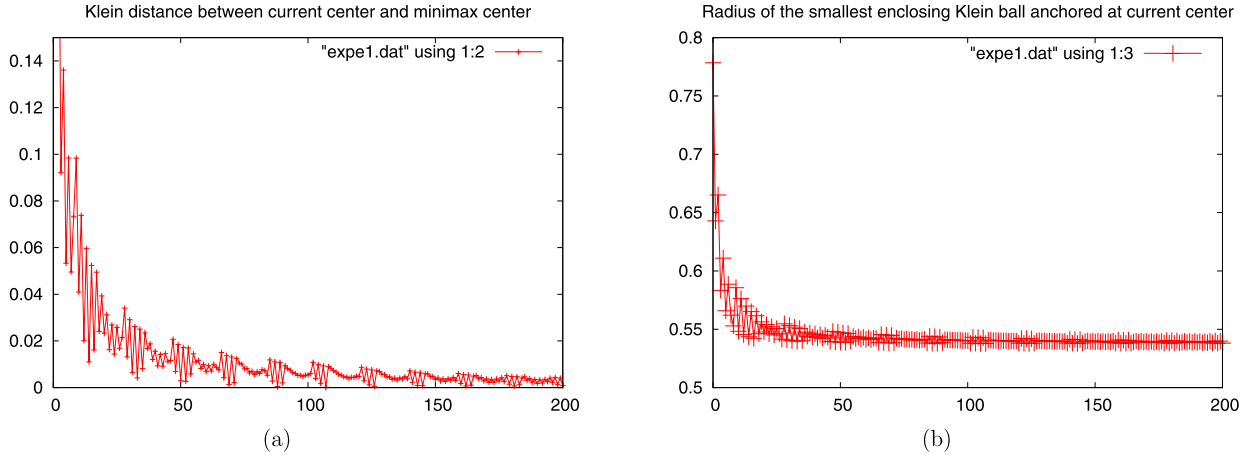 Klein distance between current center and minimax center
"expe1.dat" using 1:2
0.14
0.12
0.1
0.08
0.06
0.04
0.02
0
0 50 100 150 200
(a)
Radius of the smallest enclosing Klein ball anchored at current center
"expe1.dat" using 1:3
0.8
0.75
0.7
0.65
0.6
0.55
0.5
0 50 100 150 200
(b)